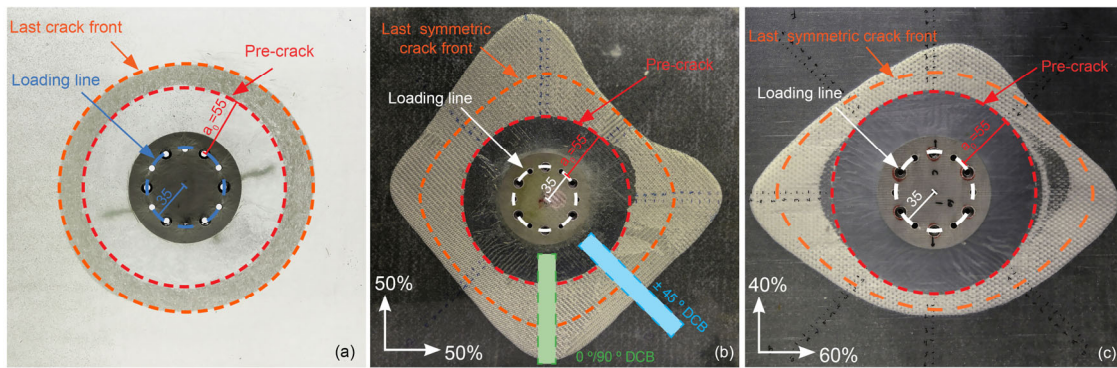 Last crack front
Pre-crack
Loading line
a₀=55
35
(a)
Last symmetric
crack front
Pre-crack
Loading line
a₀=55
35
50%
50%
0 º/90 º DCB
± 45 º DCB
(b)
Last symmetric crack front
Pre-crack
Loading line
a₀=55
35
40%
60%
(c)